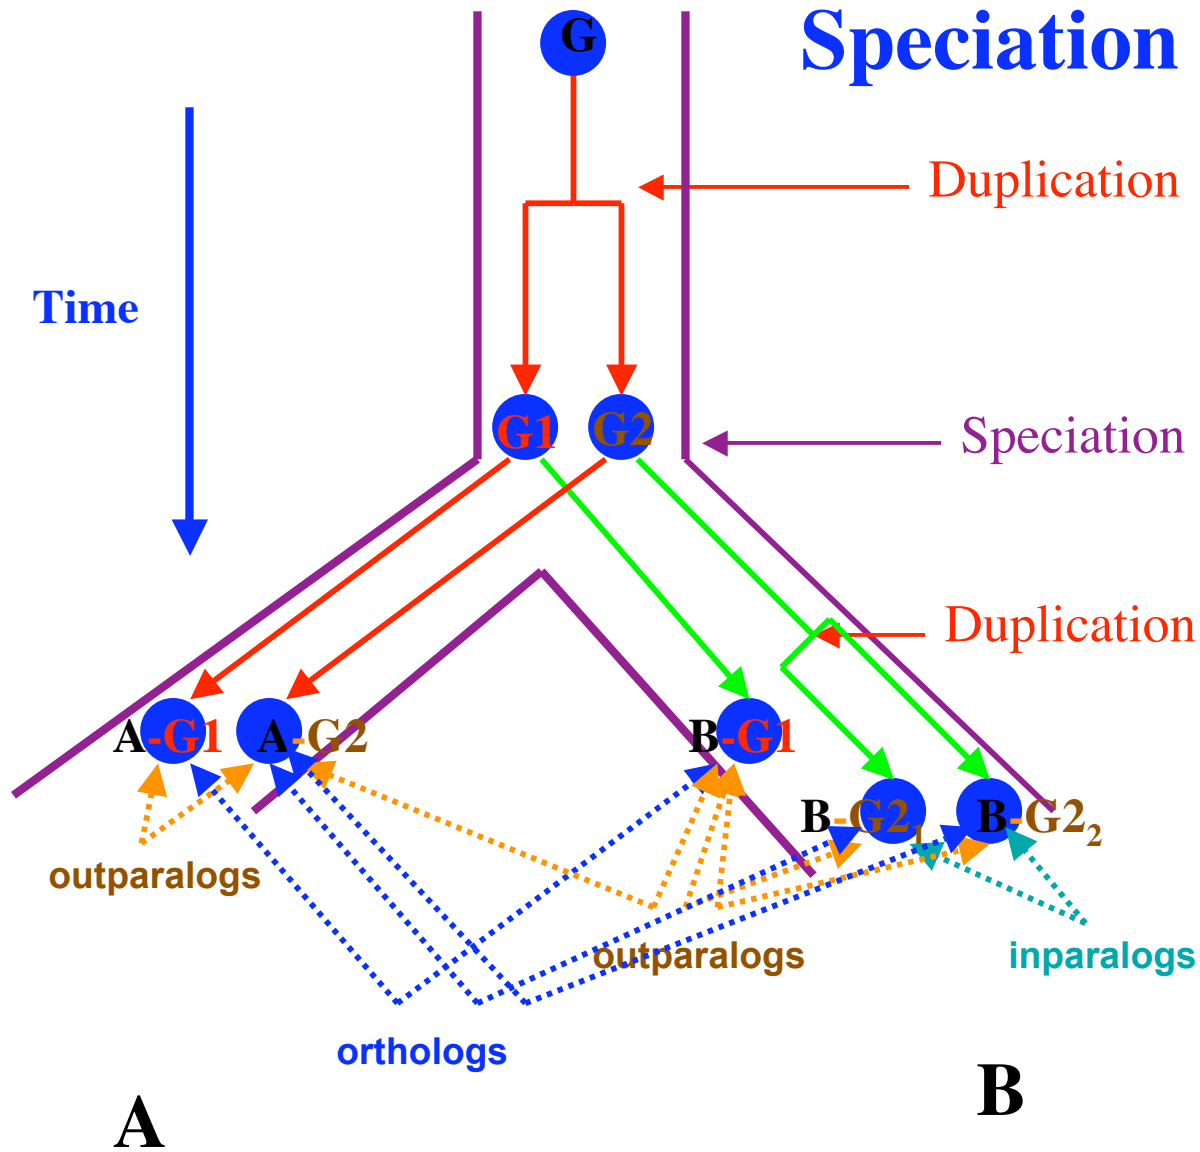 G
Speciation
Duplication
Time
G1
G2
Speciation
Duplication
A-G1
A-G2
B-G1
B-G2₁
B-G2₂
outparalogs
outparalogs
inparalogs
orthologs
A
B